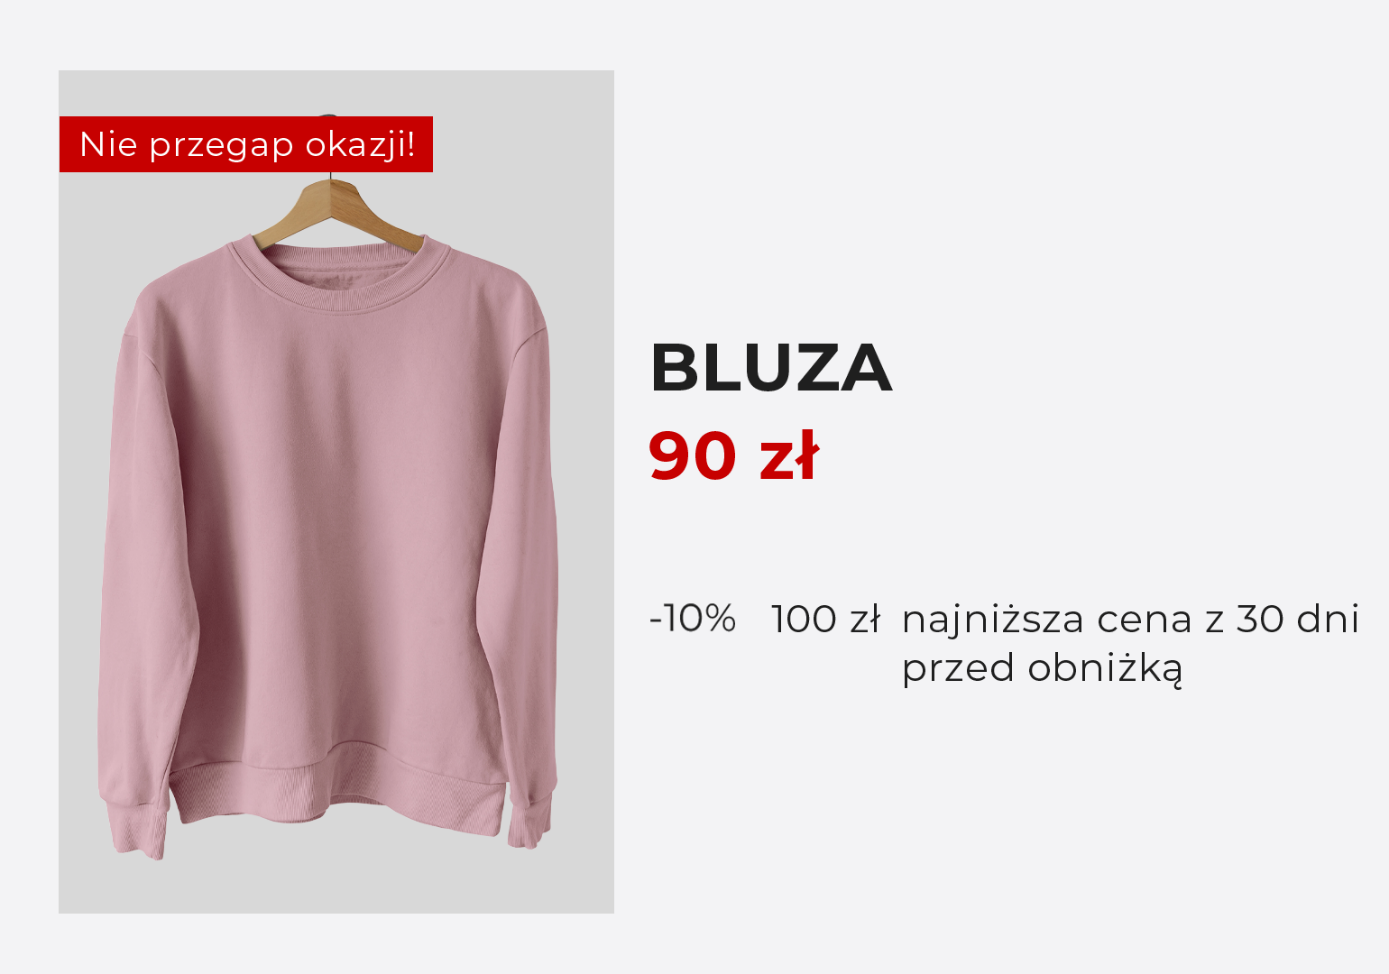 Nie przegap okazji!
BLUZA
90 zł
-10% 100 zł najniższa cena z 30 dni
przed obniżką